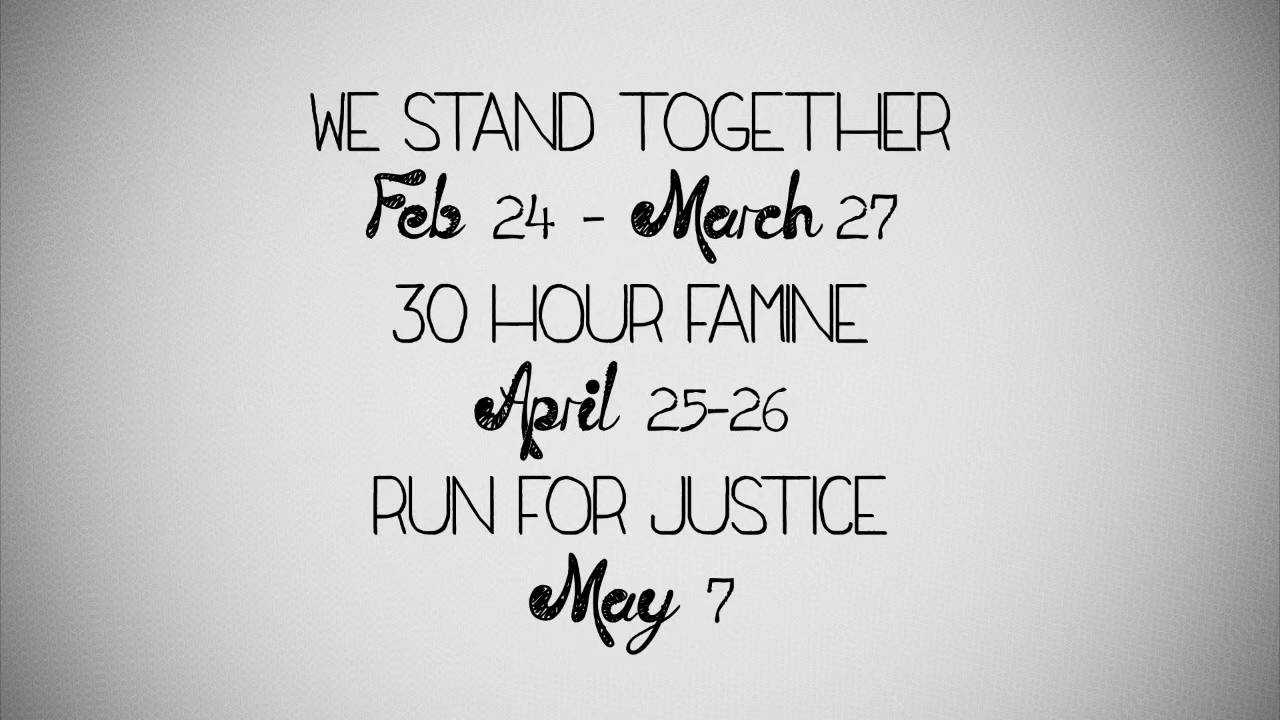 WE STAND TOGETHER
Feb 24 - March 27
30 HOUR FAMINE
April 25-26
RUN FOR JUSTICE
May 7